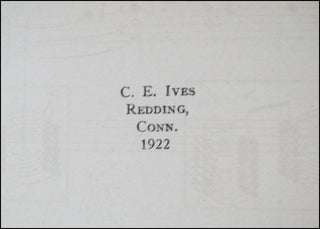 C. E. IVES
REDDING,
CONN.
1922